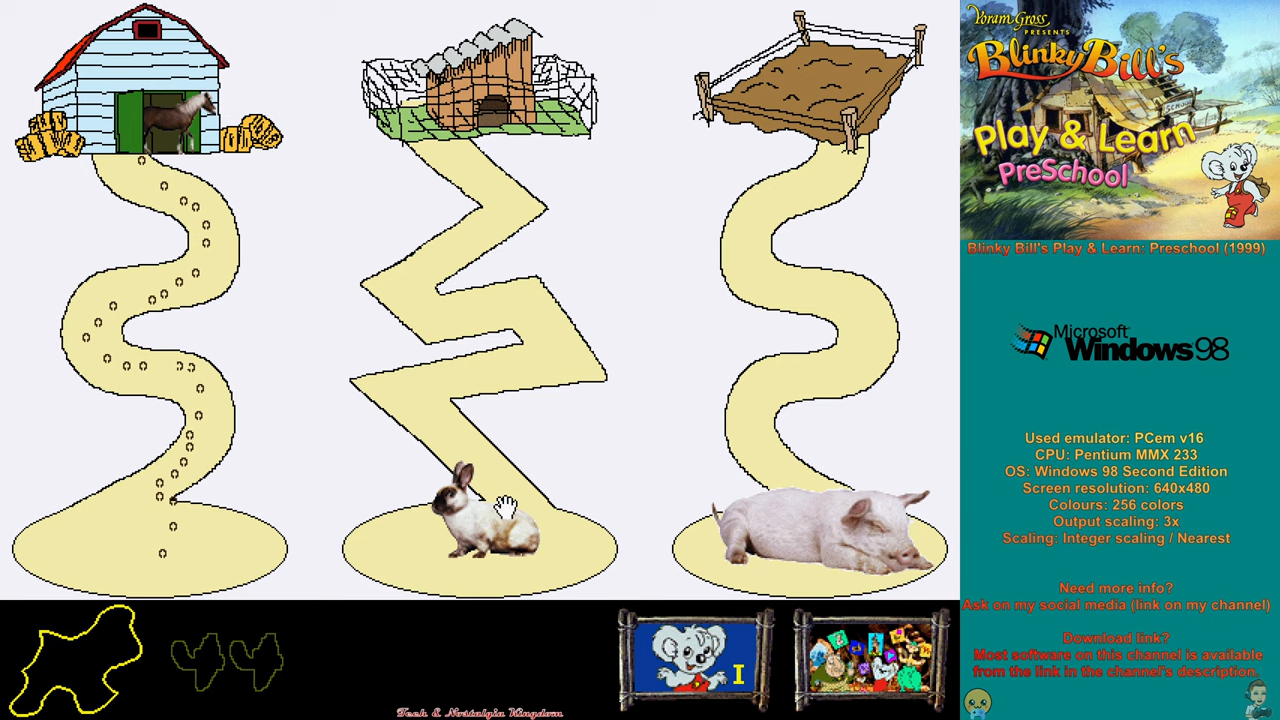 Yoram Gross
PRESENTS
Blinky Bill's
SCHOOL
Play & Learn
PreSchool
Blinky Bill's Play & Learn: Preschool (1999)
Microsoft
Windows 98
Used emulator: PCem v16
CPU: Pentium MMX 233
OS: Windows 98 Second Edition
Screen resolution: 640x480
Colours: 256 colors
Output scaling: 3x
Scaling: Integer scaling / Nearest
Need more info?
Ask on my social media (link on my channel)
Download link?
Most software on this channel is available
from the link in the channel's description.
I
Tech & Nostalgia Kingdom